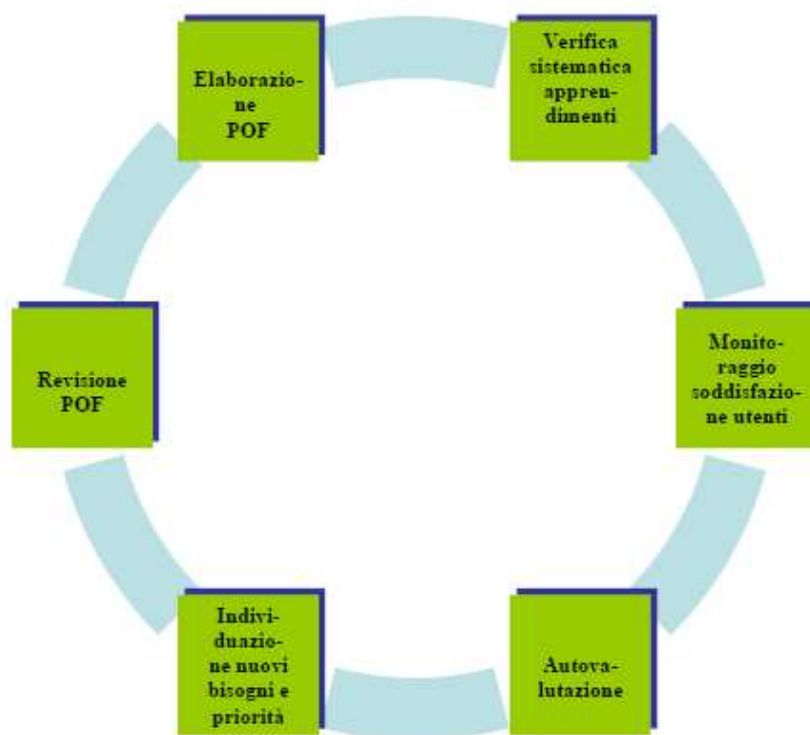 Elaborazio-
ne
POF
Verifica
sistematica
appren-
dimenti
Monito-
raggio
soddisfazio-
ne utenti
Autova-
lutazione
Indivi-
duazio-
ne nuovi
bisogni e
priorità
Revisione
POF